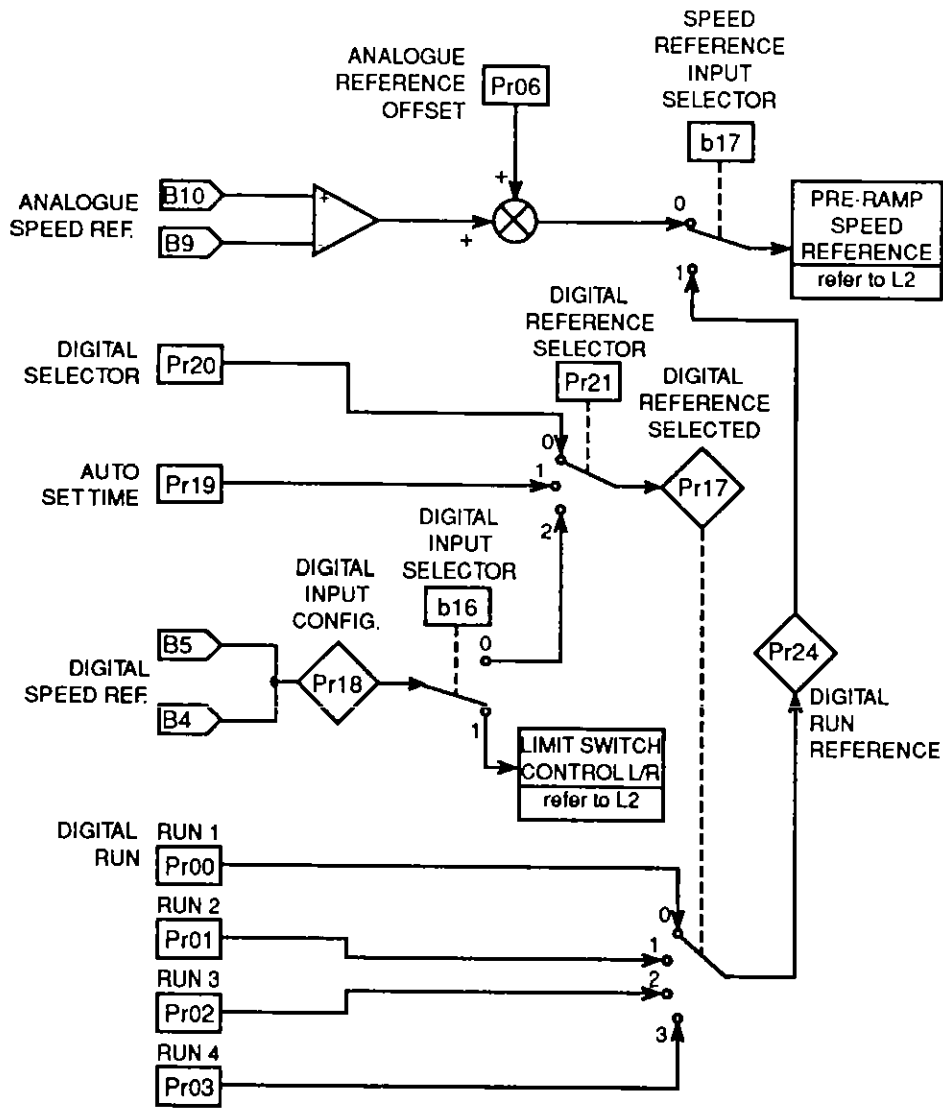 SPEED
REFERENCE
INPUT
SELECTOR
b17
ANALOGUE
REFERENCE
OFFSET
Pr06
+
ANALOGUE
SPEED REF.
B10
B9
+
-
+
0
1
PRE-RAMP
SPEED
REFERENCE
refer to L2
DIGITAL
REFERENCE
SELECTOR
Pr21
DIGITAL
SELECTOR
Pr20
DIGITAL
REFERENCE
SELECTED
0
1
2
Pr17
AUTO
SET TIME
Pr19
DIGITAL
INPUT
SELECTOR
b16
DIGITAL
INPUT
CONFIG.
Pr18
0
1
DIGITAL
SPEED REF.
B5
B4
LIMIT SWITCH
CONTROL L/R
refer to L2
Pr24
DIGITAL
RUN
REFERENCE
DIGITAL
RUN
RUN 1
Pr00
RUN 2
Pr01
RUN 3
Pr02
RUN 4
Pr03
0
1
2
3